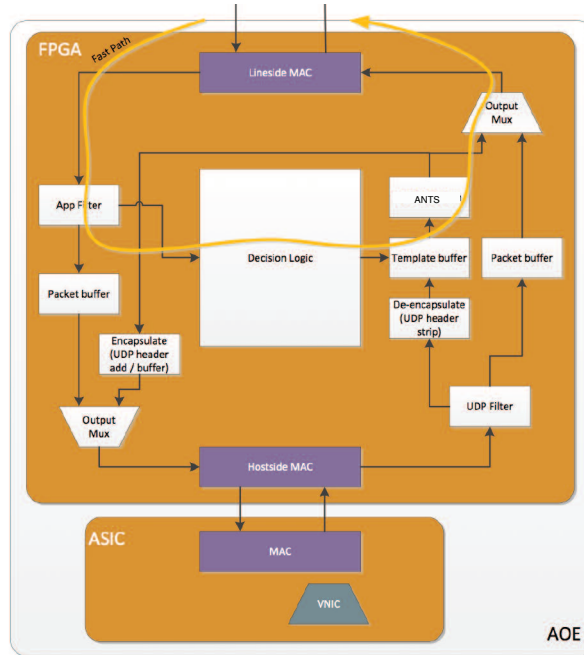 FPGA
Fast Path
Lineside MAC
Output
Mux
App Filter
Decision Logic
ANTS
Template buffer
Packet buffer
Packet buffer
De-encapsulate
(UDP header
strip)
Encapsulate
(UDP header
add / buffer)
UDP Filter
Output
Mux
Hostside MAC
ASIC
MAC
VNIC
AOE